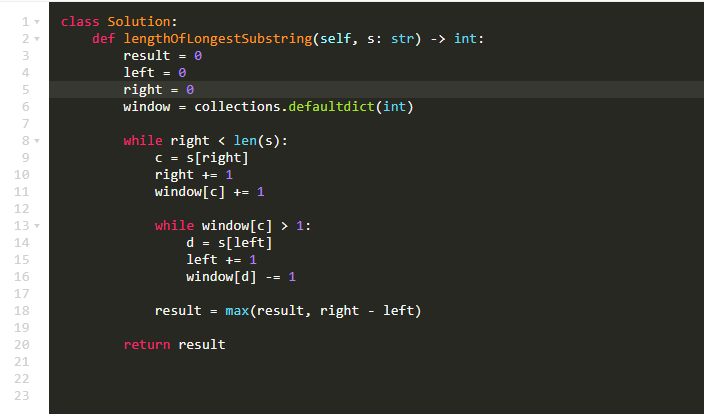 1 class Solution:
2 def lengthOfLongestSubstring(self, s: str) -> int:
3 result = 0
4 left = 0
5 right = 0
6 window = collections.defaultdict(int)
7
8 while right < len(s):
9 c = s[right]
10 right += 1
11 window[c] += 1
12
13 while window[c] > 1:
14 d = s[left]
15 left += 1
16 window[d] -= 1
17
18 result = max(result, right - left)
19
20 return result
21
22
23